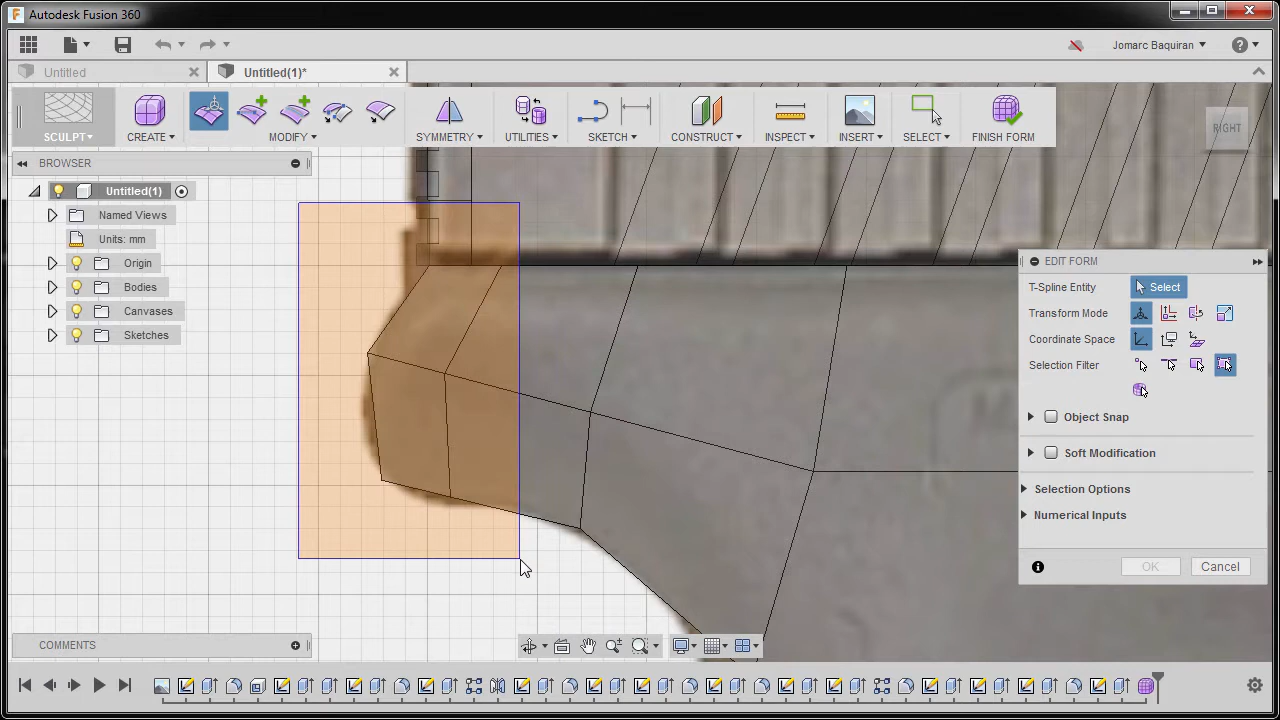 Autodesk Fusion 360
Jomarc Baquiran
Untitled
Untitled(1)*
SCULPT
CREATE
MODIFY
SYMMETRY
UTILITIES
SKETCH
CONSTRUCT
INSPECT
INSERT
SELECT
FINISH FORM
RIGHT
BROWSER
Untitled(1)
Named Views
Units: mm
Origin
Bodies
Canvases
Sketches
EDIT FORM
T-Spline Entity
Select
Transform Mode
Coordinate Space
Selection Filter
Object Snap
Soft Modification
Selection Options
Numerical Inputs
OK
Cancel
COMMENTS